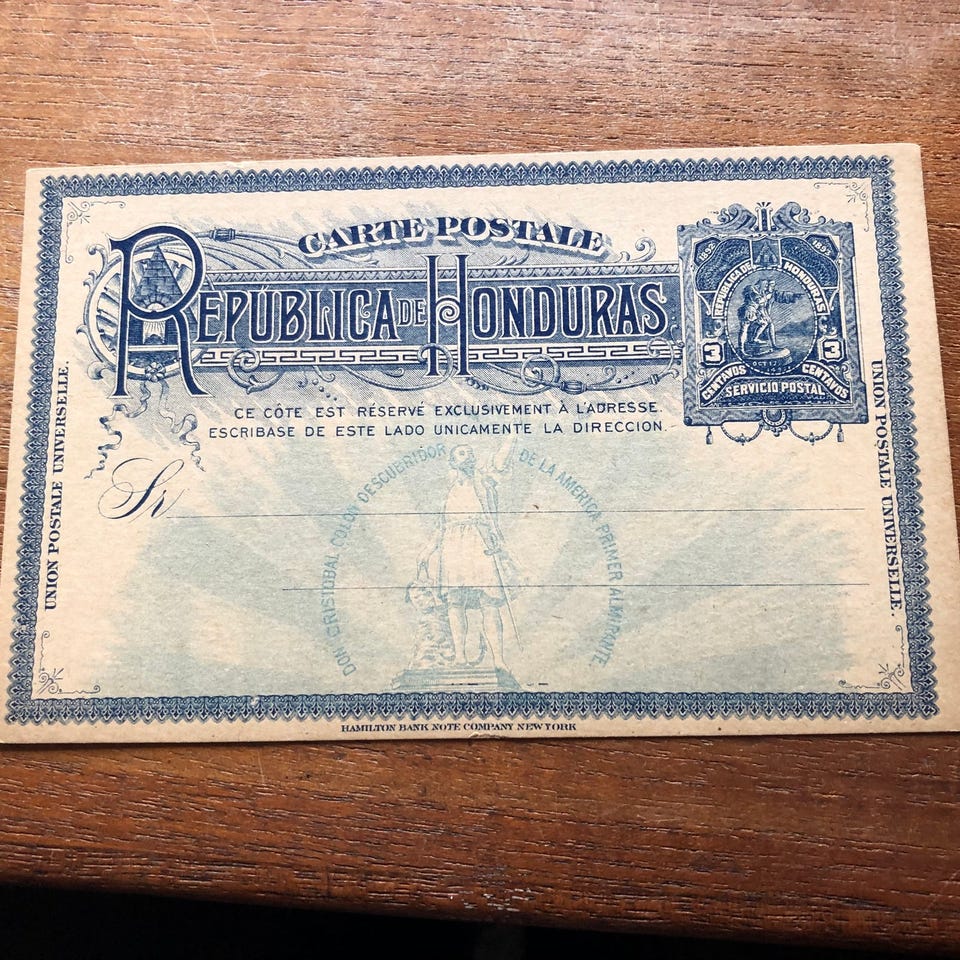 CARTE POSTALE
REPÚBLICA DE HONDURAS
1892 1892
REPUBLICA DE HONDURAS
3 3
CENTAVOS CENTAVOS
SERVICIO POSTAL
CE CÔTE EST RÉSERVÉ EXCLUSIVEMENT À L'ADRESSE.
ESCRIBASE DE ESTE LADO UNICAMENTE LA DIRECCION.
UNION POSTALE UNIVERSELLE.
UNION POSTALE UNIVERSELLE.
Sr
DON CRISTOBAL COLON DESCUBRIDOR DE LA AMERICA PRIMER ALMIRANTE.
HAMILTON BANK NOTE COMPANY NEW YORK